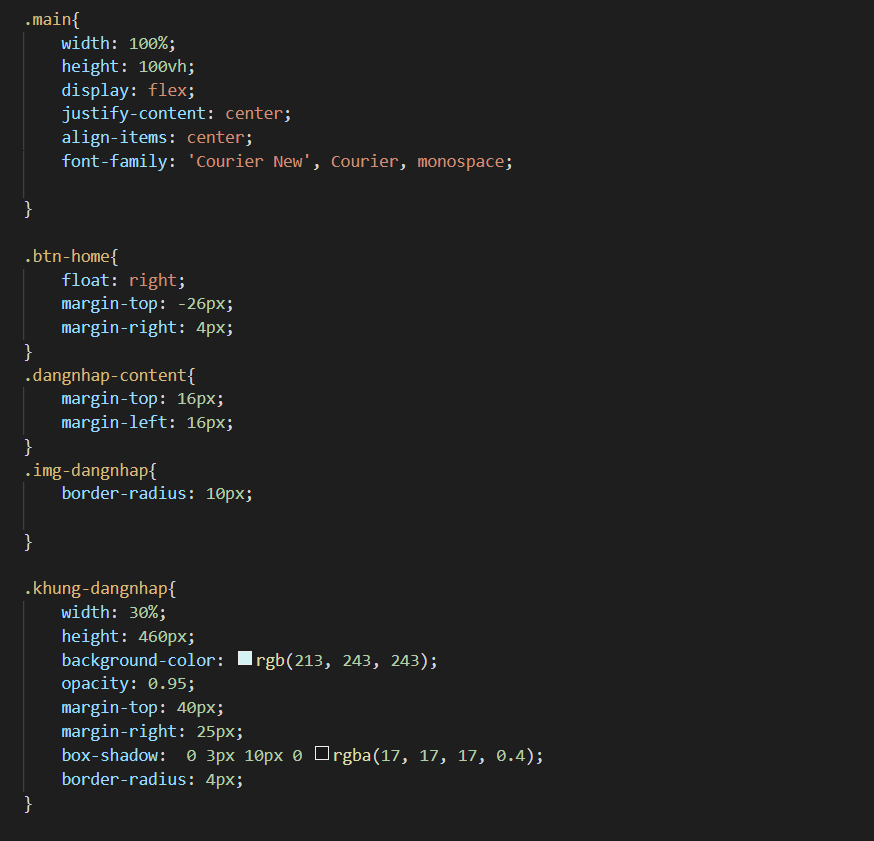 .main{
    width: 100%;
    height: 100vh;
    display: flex;
    justify-content: center;
    align-items: center;
    font-family: 'Courier New', Courier, monospace;
}
.btn-home{
    float: right;
    margin-top: -26px;
    margin-right: 4px;
}
.dangnhap-content{
    margin-top: 16px;
    margin-left: 16px;
}
.img-dangnhap{
    border-radius: 10px;
}
.khung-dangnhap{
    width: 30%;
    height: 460px;
    background-color: rgb(213, 243, 243);
    opacity: 0.95;
    margin-top: 40px;
    margin-right: 25px;
    box-shadow:  0 3px 10px 0 rgba(17, 17, 17, 0.4);
    border-radius: 4px;
}